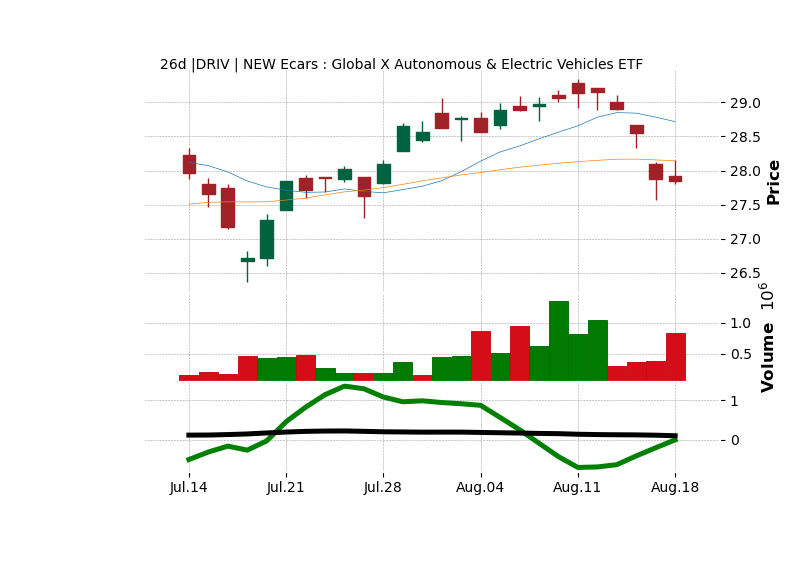 26d |DRIV | NEW Ecars : Global X Autonomous & Electric Vehicles ETF
29.0
28.5
28.0
27.5
27.0
26.5
Price
1.0
0.5
Volume 10^6
1
0
Jul.14 Jul.21 Jul.28 Aug.04 Aug.11 Aug.18